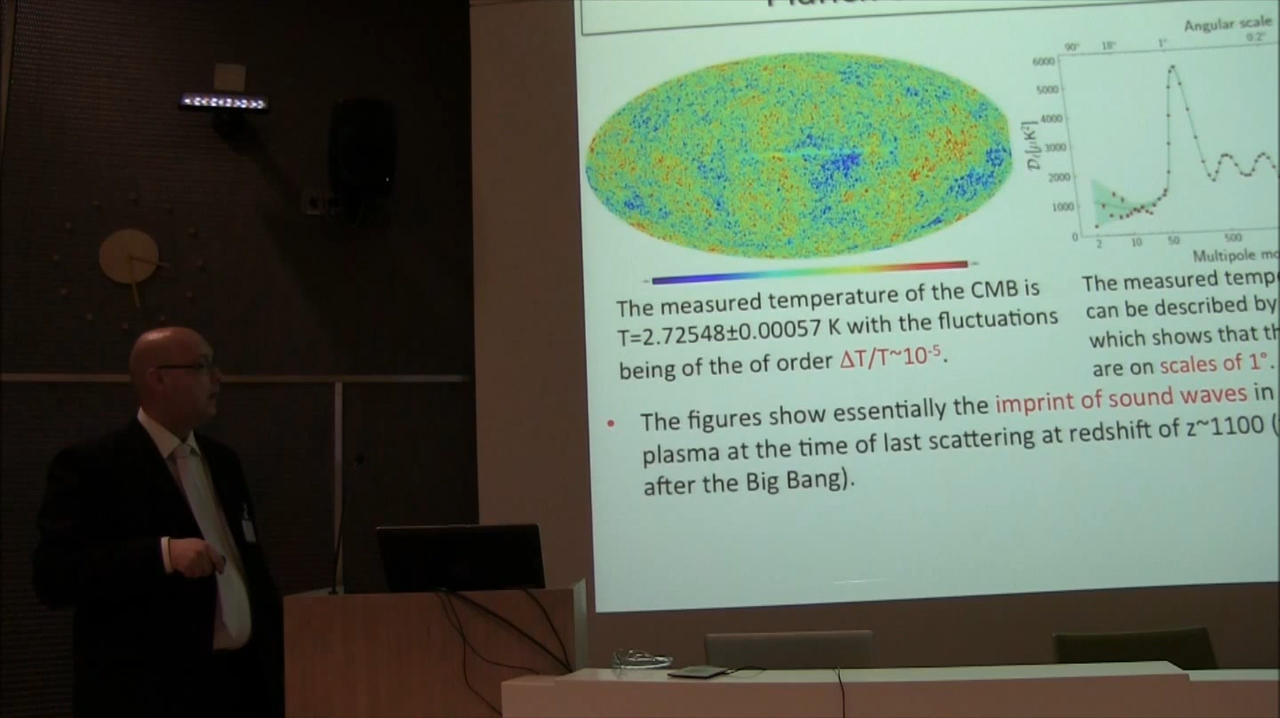 Angular scale
90° 18° 1° 0.2°
6000
5000
4000
3000
2000
1000
0
2 10 50 500
The measured temperature of the CMB is
T=2.72548±0.00057 K with the fluctuations
being of the of order ΔT/T~10⁻⁵.
The measured temp
can be described by
which shows that th
are on scales of 1°.
• The figures show essentially the imprint of sound waves in
plasma at the time of last scattering at redshift of z~1100 (
after the Big Bang).